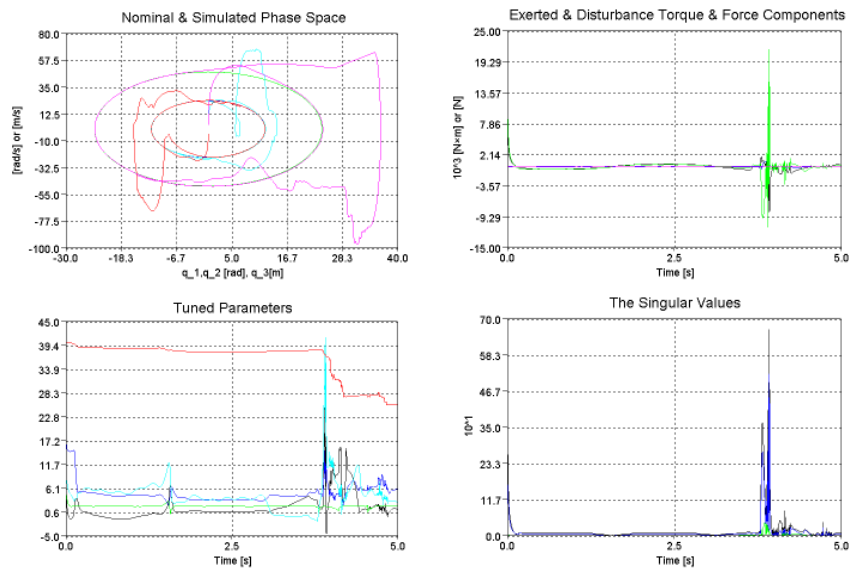 Nominal & Simulated Phase Space
[rad/s] or [m/s]
80.0
57.5
35.0
12.5
-10.0
-32.5
-55.0
-77.5
-100.0
-30.0 -18.3 -6.7 5.0 16.7 28.3 40.0
q_1,q_2 [rad], q_3[m]
Exerted & Disturbance Torque & Force Components
10^3 [N×m] or [N]
25.00
19.29
13.57
7.86
2.14
-3.57
-9.29
-15.00
0.0 2.5 5.0
Time [s]
Tuned Parameters
45.0
39.4
33.9
28.3
22.8
17.2
11.7
6.1
0.6
-5.0
0.0 2.5 5.0
Time [s]
The Singular Values
10^1
70.0
58.3
46.7
35.0
23.3
11.7
0.0
0.0 2.5 5.0
Time [s]